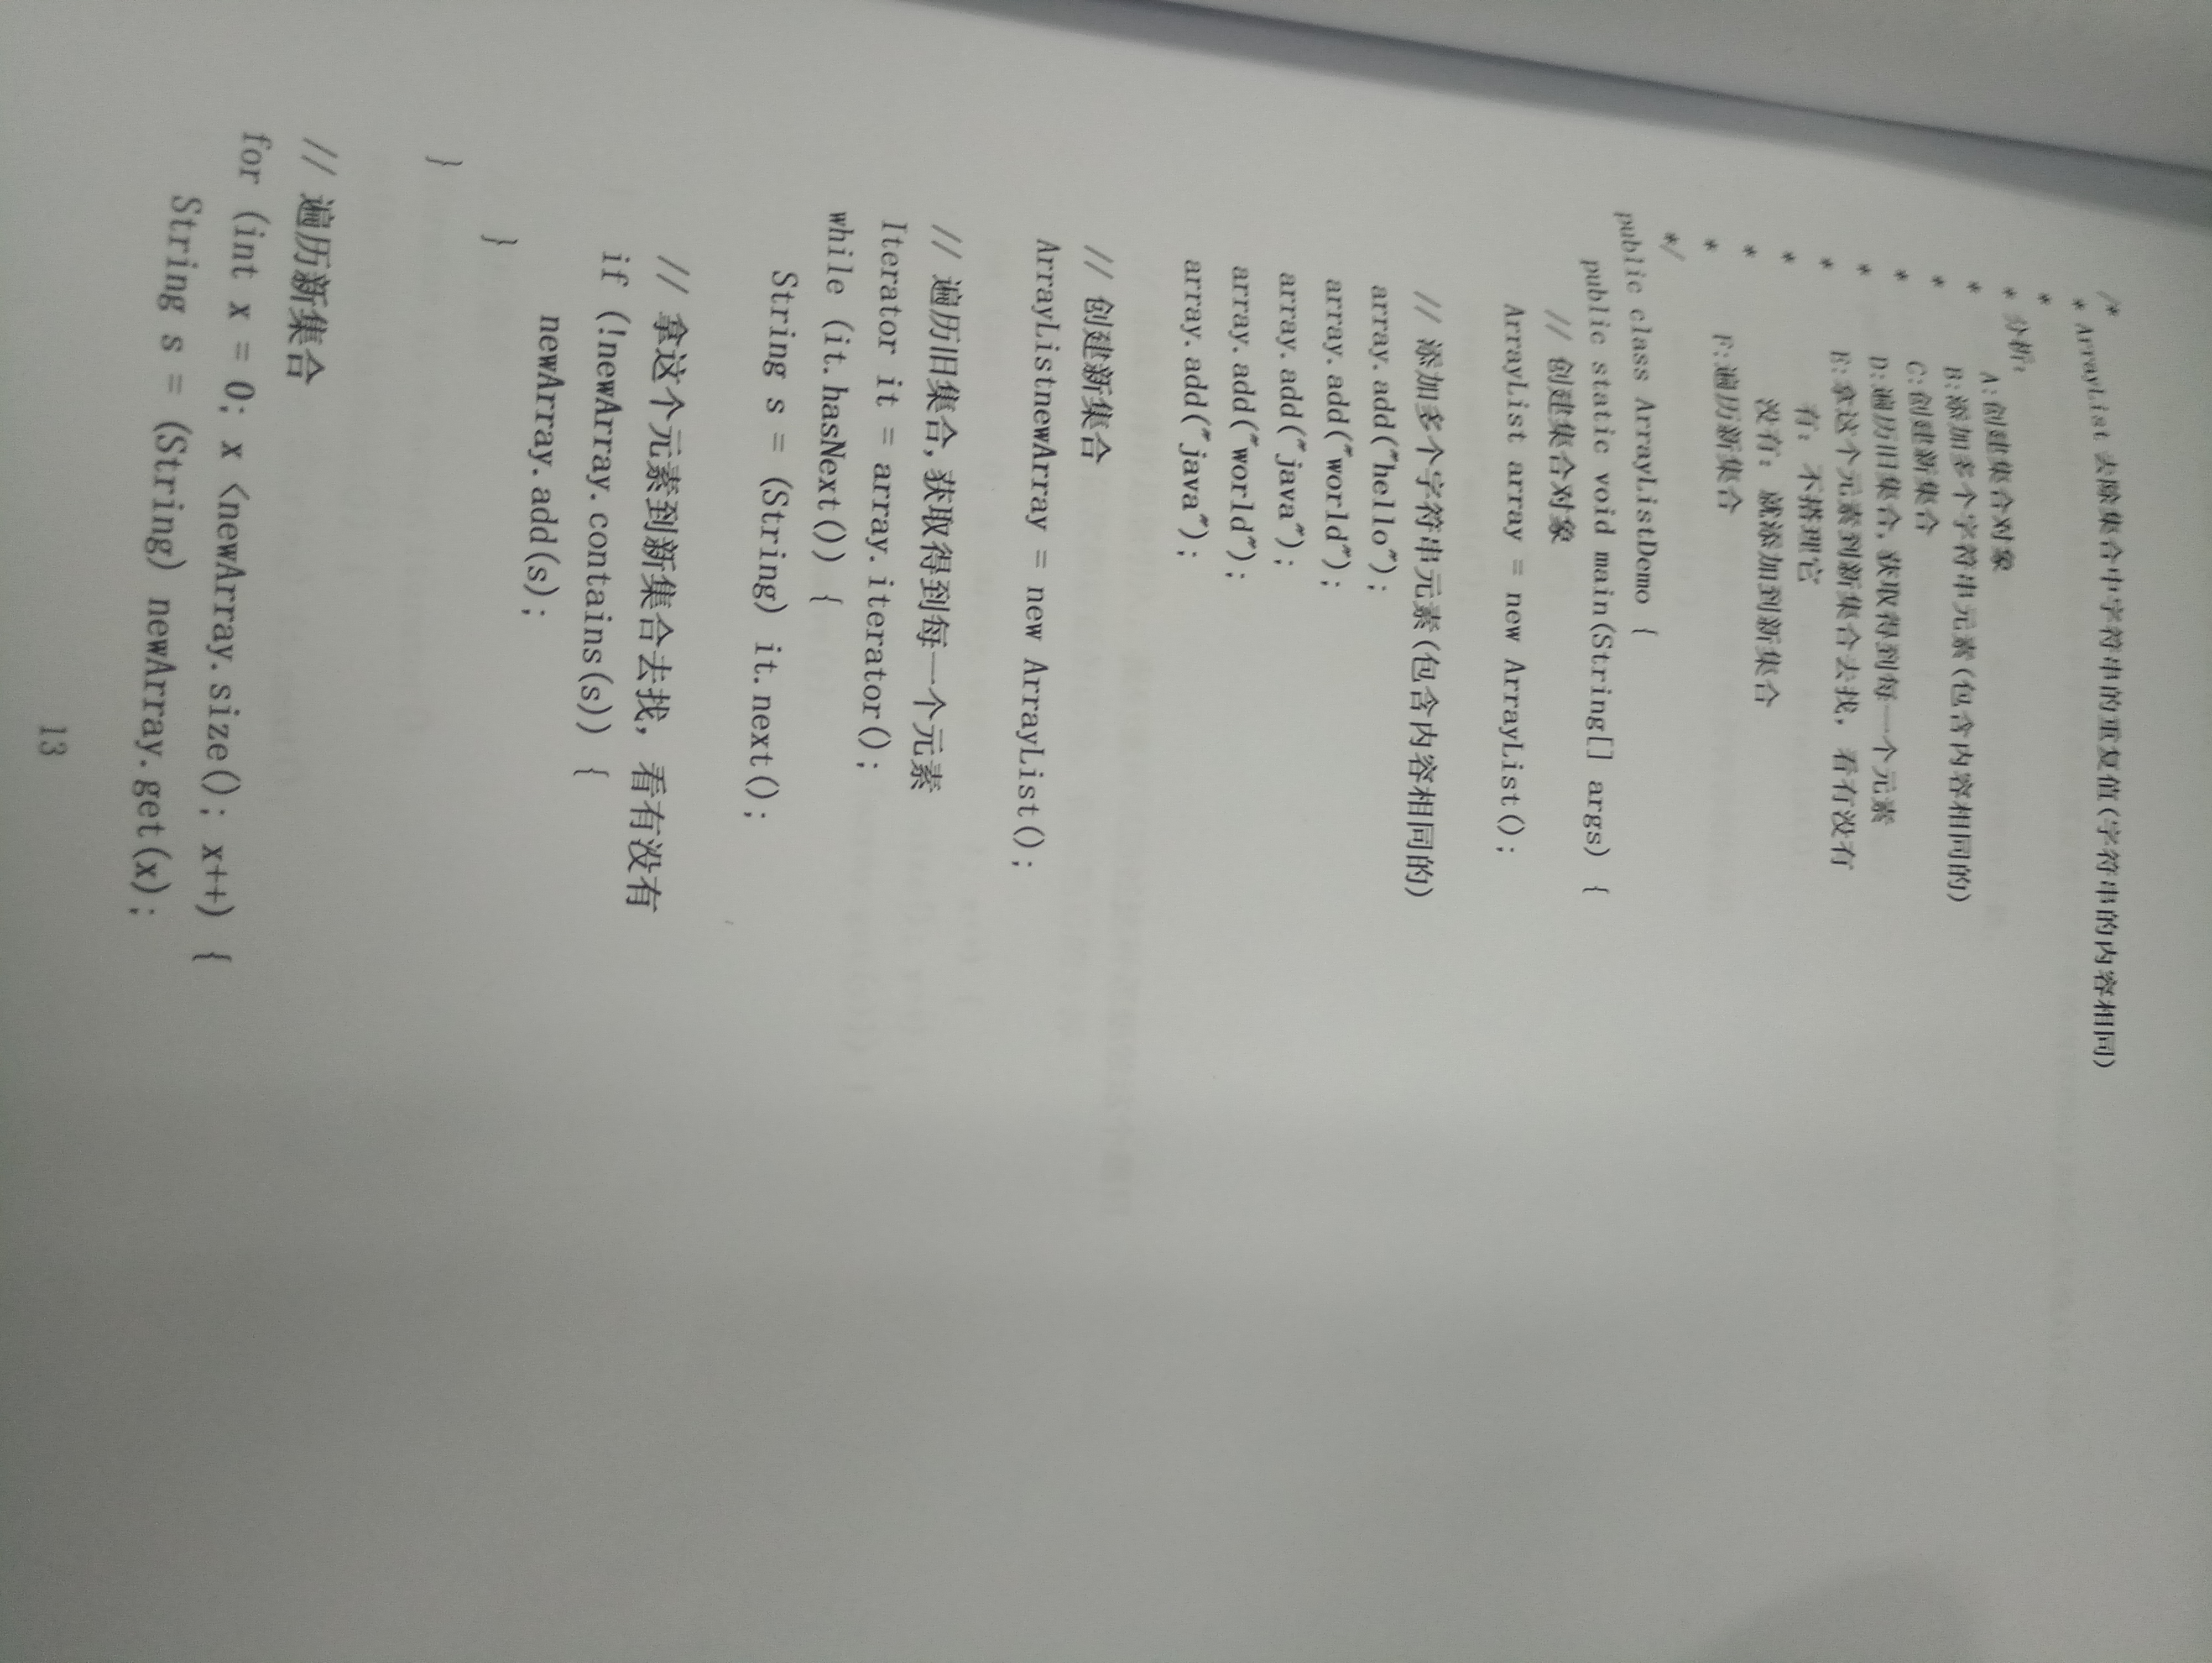 /*
* ArrayList 去除集合中字符串的重复值(字符串的内容相同)
*
* 分析：
* A:创建集合对象
* B:添加多个字符串元素(包含内容相同的)
* C:创建新集合
* D:遍历旧集合,获取得到每一个元素
* E:拿这个元素到新集合去找，看有没有
* 有：不搭理它
* 没有：就添加到新集合
* F:遍历新集合
*
*/
public class ArrayListDemo {
public static void main(String[] args) {
// 创建集合对象
ArrayList array = new ArrayList();
// 添加多个字符串元素(包含内容相同的)
array.add("hello");
array.add("world");
array.add("java");
array.add("world");
array.add("java");
// 创建新集合
ArrayListnewArray = new ArrayList();
// 遍历旧集合,获取得到每一个元素
Iterator it = array.iterator();
while (it.hasNext()) {
String s = (String) it.next();
// 拿这个元素到新集合去找，看有没有
if (!newArray.contains(s)) {
newArray.add(s);
}
}
// 遍历新集合
for (int x = 0; x <newArray.size(); x++) {
String s = (String) newArray.get(x);
13